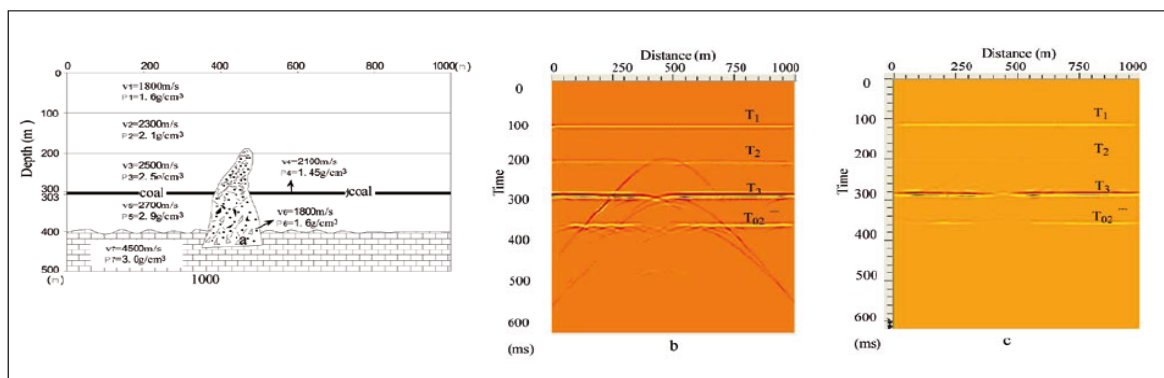 0 200 400 600 800 1000(m)
Depth (m)
0
100
200
300
303
400
500
(m)
v1=1800m/s
ρ1=1.6g/cm³
v2=2300m/s
ρ2=2.1g/cm³
v3=2500m/s
ρ3=2.5g/cm³
v4=2100m/s
ρ4=1.45g/cm³
coal
coal
v5=2700m/s
ρ5=2.9g/cm³
v6=1800m/s
ρ6=1.6g/cm³
a
v7=4500m/s
ρ7=3.0g/cm³
1000
Distance (m)
0 250 500 750 1000
Time
0
100
200
300
400
500
600
(ms)
T1
T2
T3
T02
b
Distance (m)
0 250 500 750 1000
Time
0
100
200
300
400
500
600
(ms)
T1
T2
T3
T02
c